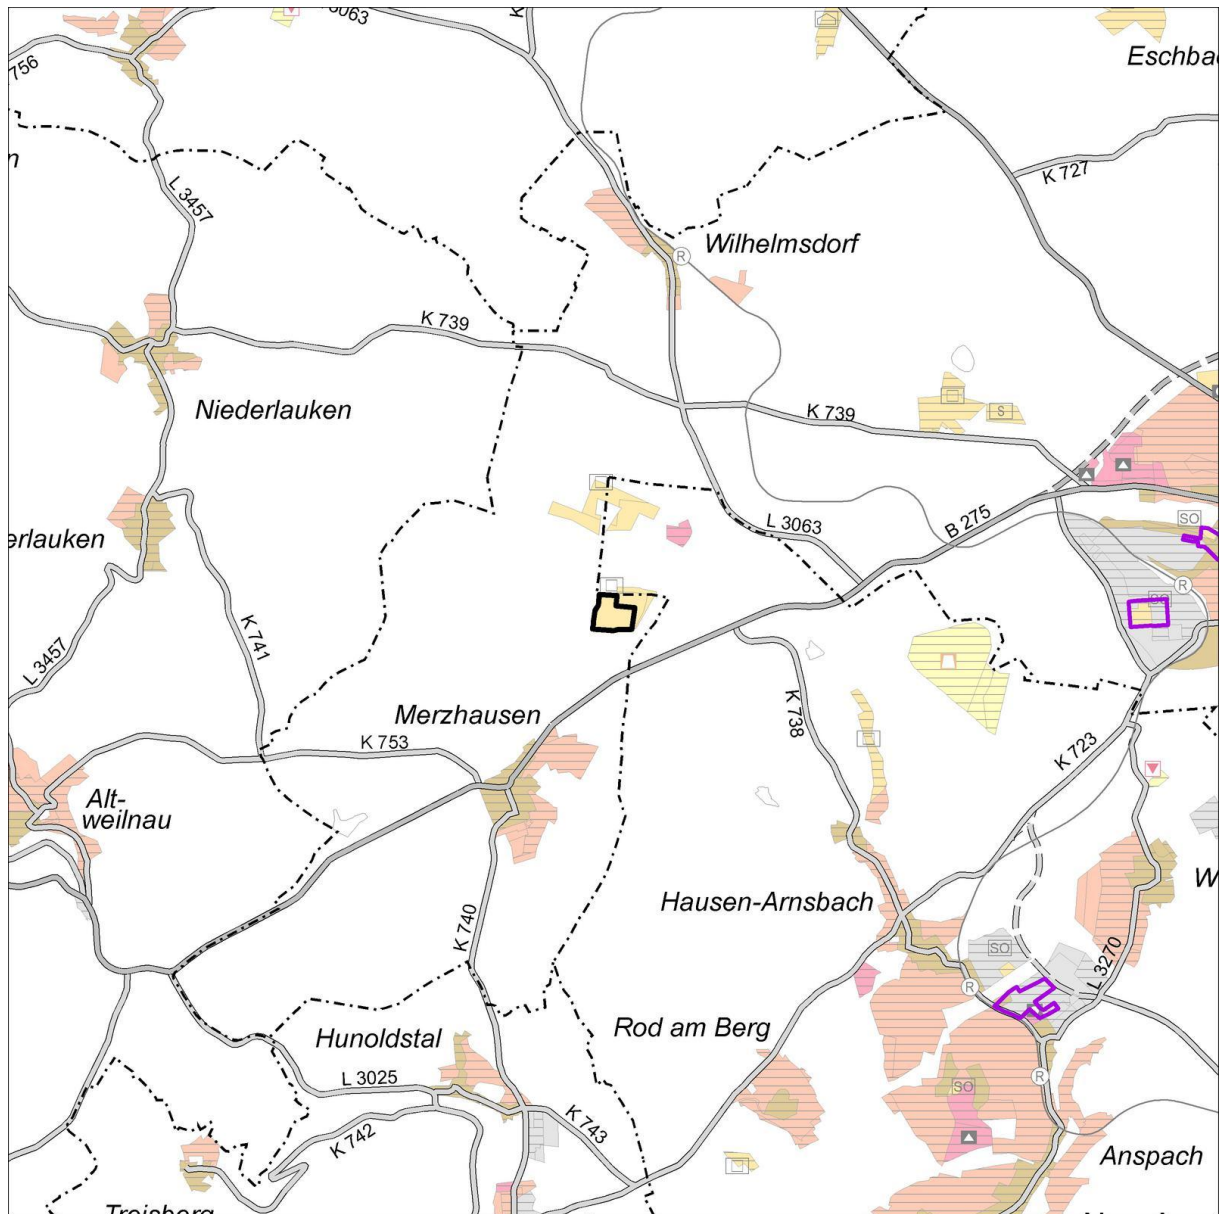 3063
K
756
Eschba
K 727
L 3457
Wilhelmsdorf
R
K 739
Niederlauken
K 739
S
L 3063
B 275
SO
erlauken
R
SO
K 741
L 3457
Merzhausen
K 753
K 738
K 723
Alt-
weilnau
Hausen-Arnsbach
W
K 740
SO
L 3270
R
Rod am Berg
Hunoldstal
L 3025
R
SO
K 742
K 743
Anspach
Treisberg